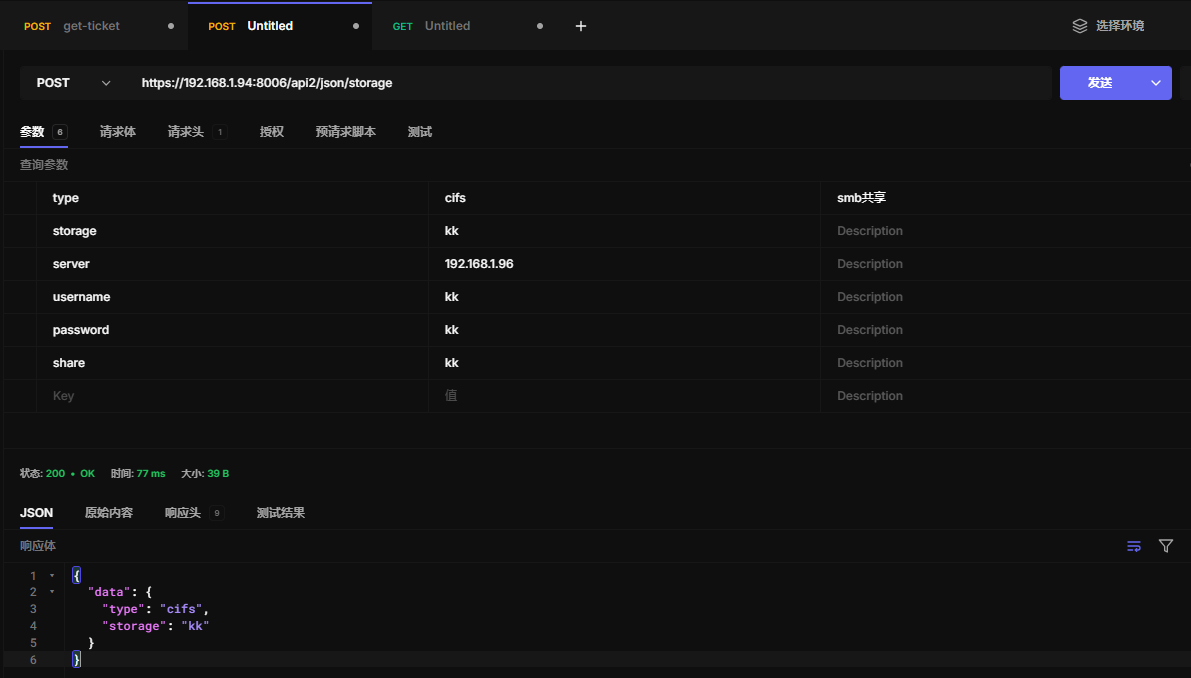 POST get-ticket POST Untitled GET Untitled + 选择环境
POST https://192.168.1.94:8006/api2/json/storage 发送
参数 6 请求体 请求头 1 授权 预请求脚本 测试
查询参数
type cifs smb共享
storage kk Description
server 192.168.1.96 Description
username kk Description
password kk Description
share kk Description
Key 值 Description
状态: 200 • OK 时间: 77 ms 大小: 39 B
JSON 原始内容 响应头 9 测试结果
响应体
1 {
2 "data": {
3 "type": "cifs",
4 "storage": "kk"
5 }
6 }